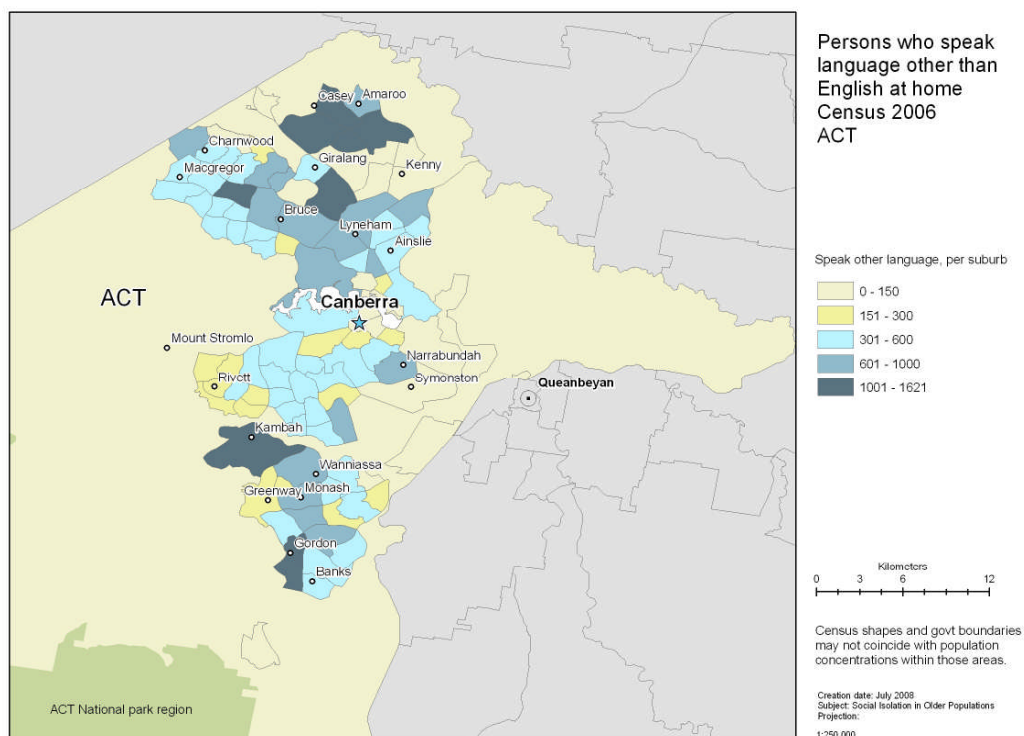 Persons who speak
language other than
English at home
Census 2006
ACT
Casey
Amaroo
Charnwood
Giralang
Macgregor
Kenny
Bruce
Lyneham
Ainslie
ACT
Canberra
Mount Stromlo
Narrabundah
Rivett
Symonston
Queanbeyan
Kambah
Wanniassa
Greenway
Monash
Gordon
Banks
ACT National park region
Speak other language, per suburb
0 - 150
151 - 300
301 - 600
601 - 1000
1001 - 1621
Kilometers
0 3 6 12
Census shapes and govt boundaries
may not coincide with population
concentrations within those areas.
Creation date: July 2008
Subject: Social Isolation in Older Populations
Projection:
1:250,000